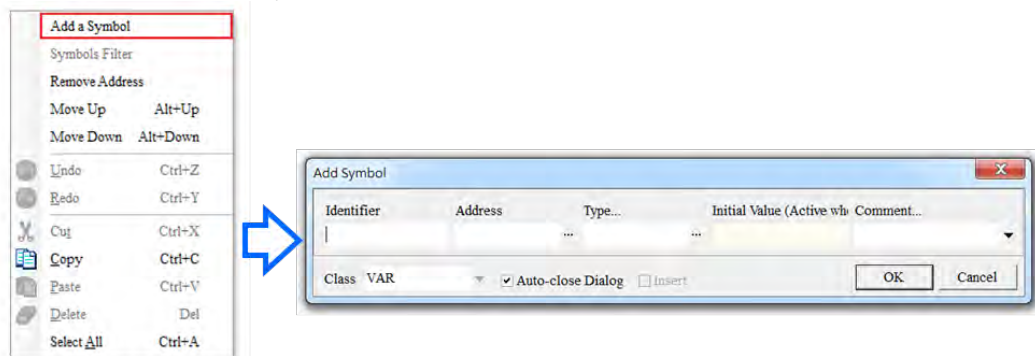 Add a Symbol
Symbols Filter
Remove Address
Move Up Alt+Up
Move Down Alt+Down
Undo Ctrl+Z
Redo Ctrl+Y
Cut Ctrl+X
Copy Ctrl+C
Paste Ctrl+V
Delete Del
Select All Ctrl+A
Add Symbol
Identifier Address Type... Initial Value (Active wh Comment...
... ...
Class VAR Auto-close Dialog Insert OK Cancel